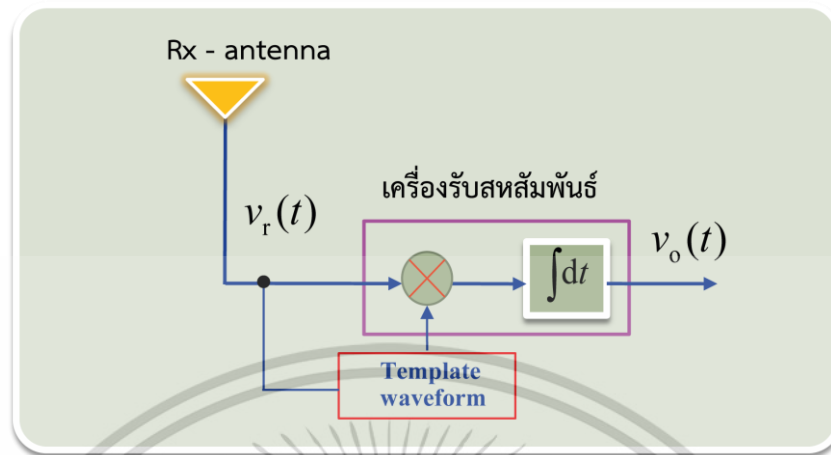 Rx - antenna
เครื่องรับสหสัมพันธ์
v_r(t)
v_o(t)
∫dt
Template
waveform